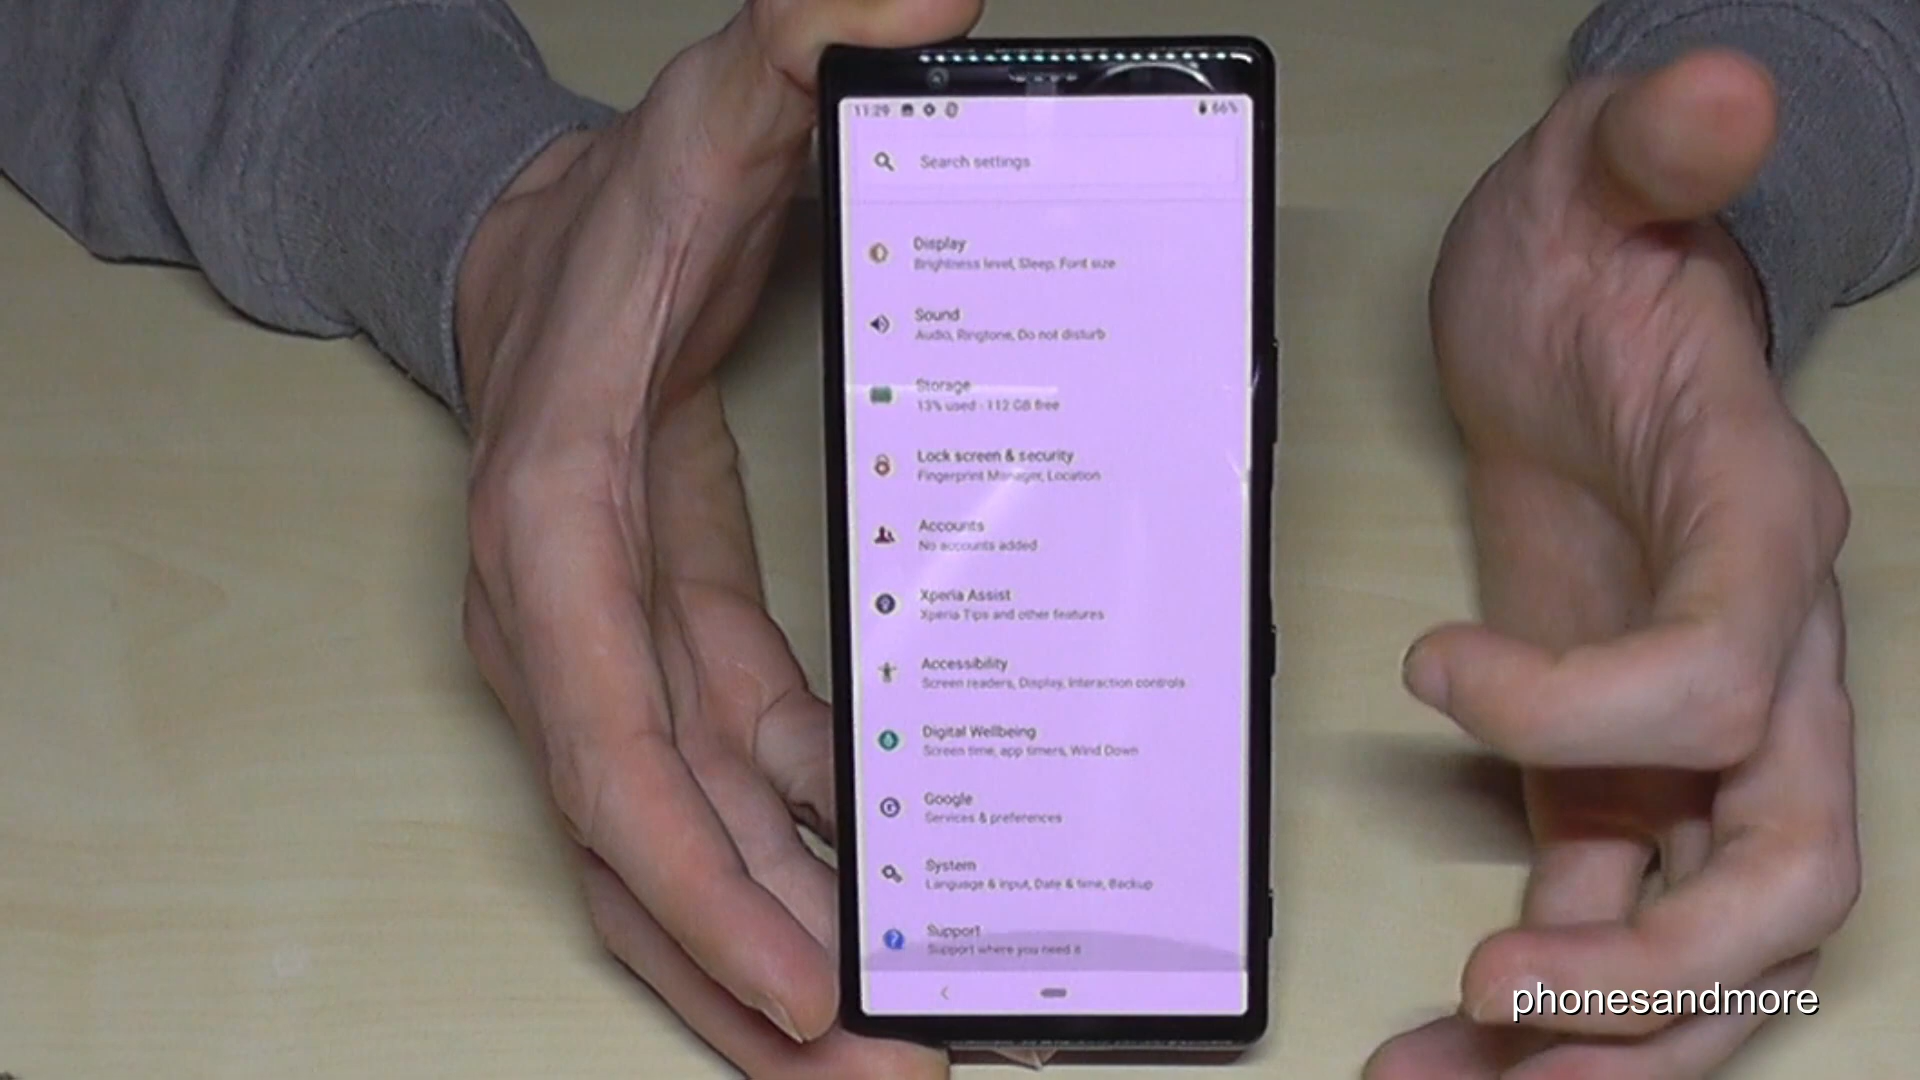 11:29
66%
Search settings
Display
Brightness level, Sleep, Font size
Sound
Audio, Ringtone, Do not disturb
Storage
13% used - 112 GB free
Lock screen & security
Fingerprint Manager, Location
Accounts
No accounts added
Xperia Assist
Xperia Tips and other features
Accessibility
Screen readers, Display, Interaction controls
Digital Wellbeing
Screen time, app timers, Wind Down
Google
Services & preferences
System
Language & input, Date & time, Backup
Support
Support where you need it
phonesandmore